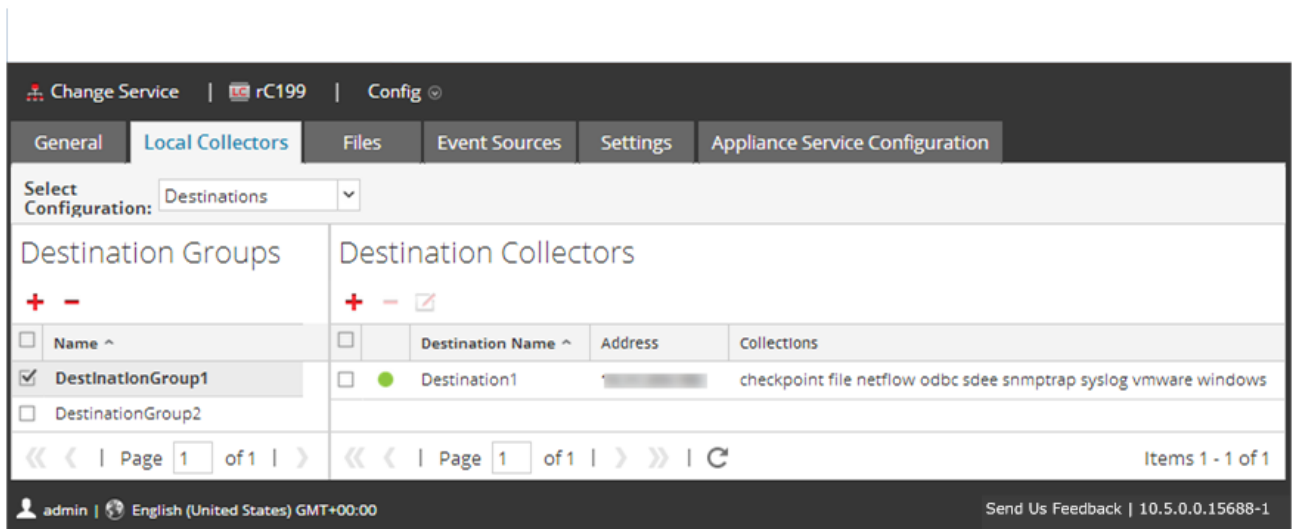 Change Service | LC rC199 | Config
General Local Collectors Files Event Sources Settings Appliance Service Configuration
Select Configuration: Destinations
Destination Groups
Name
DestinationGroup1
DestinationGroup2
Page 1 of 1
Destination Collectors
Destination Name Address Collections
Destination1 checkpoint file netflow odbc sdee snmptrap syslog vmware windows
Page 1 of 1 Items 1 - 1 of 1
admin | English (United States) GMT+00:00 Send Us Feedback | 10.5.0.0.15688-1